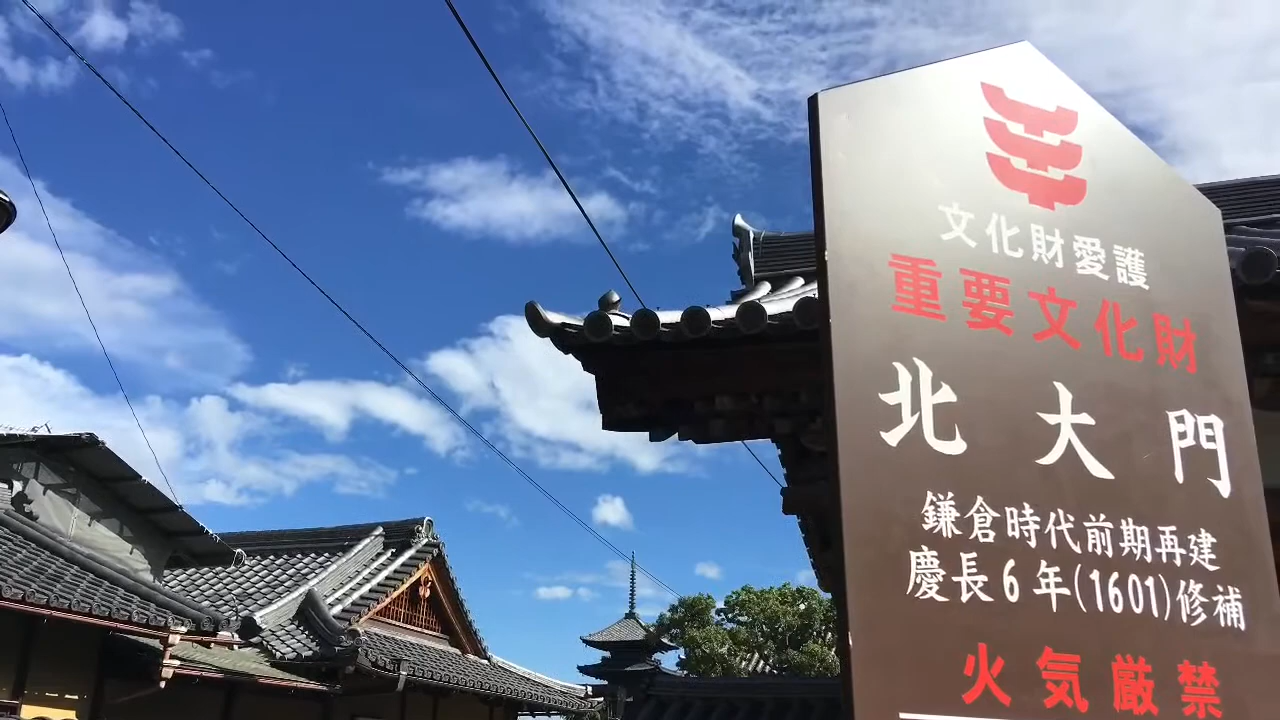 文化財愛護
重要文化財
北大門
鎌倉時代前期再建
慶長6年(1601)修補
火気厳禁